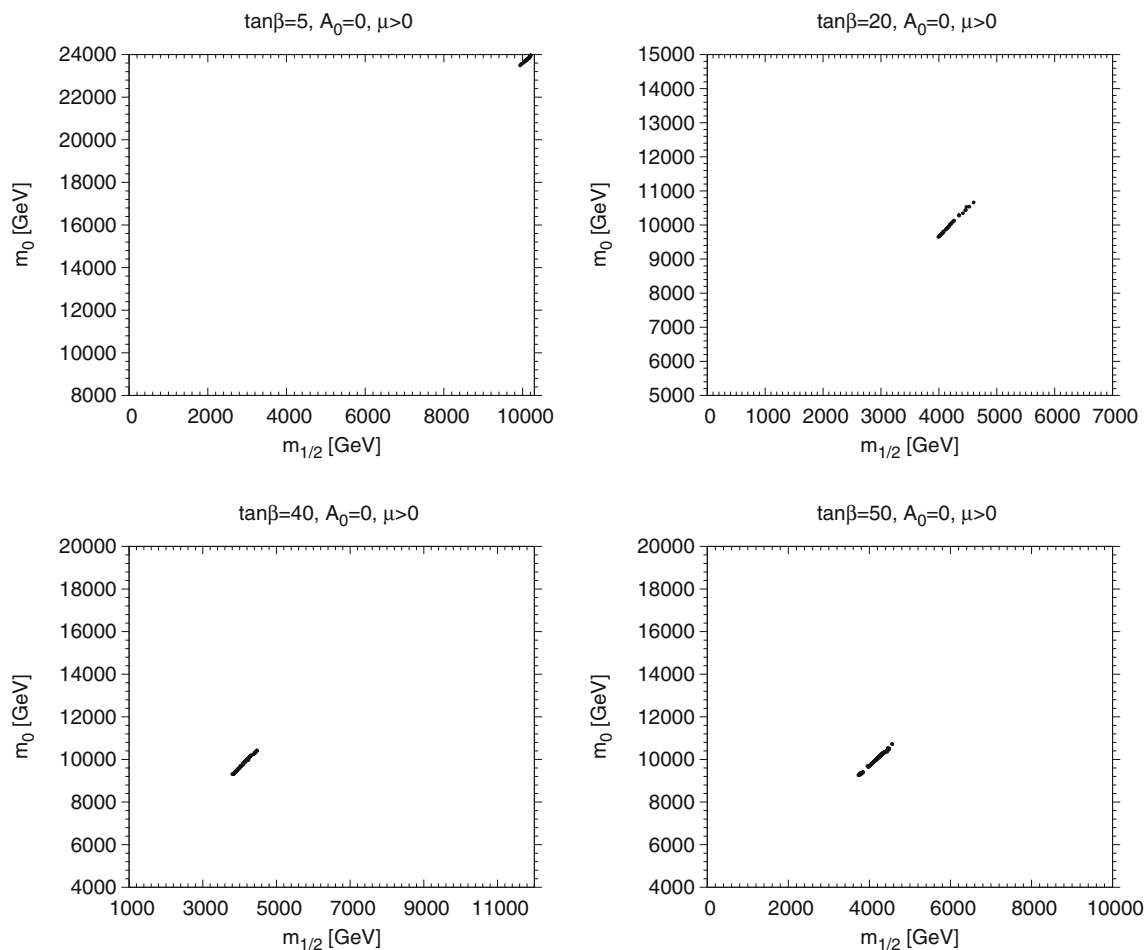 tanβ=5, A0=0, μ>0
24000
22000
20000
18000
16000
14000
12000
10000
8000
m0 [GeV]
0 2000 4000 6000 8000 10000
m1/2 [GeV]
tanβ=20, A0=0, μ>0
15000
14000
13000
12000
11000
10000
9000
8000
7000
6000
5000
m0 [GeV]
0 1000 2000 3000 4000 5000 6000 7000
m1/2 [GeV]
tanβ=40, A0=0, μ>0
20000
18000
16000
14000
12000
10000
8000
6000
4000
m0 [GeV]
1000 3000 5000 7000 9000 11000
m1/2 [GeV]
tanβ=50, A0=0, μ>0
20000
18000
16000
14000
12000
10000
8000
6000
4000
m0 [GeV]
0 2000 4000 6000 8000 10000
m1/2 [GeV]